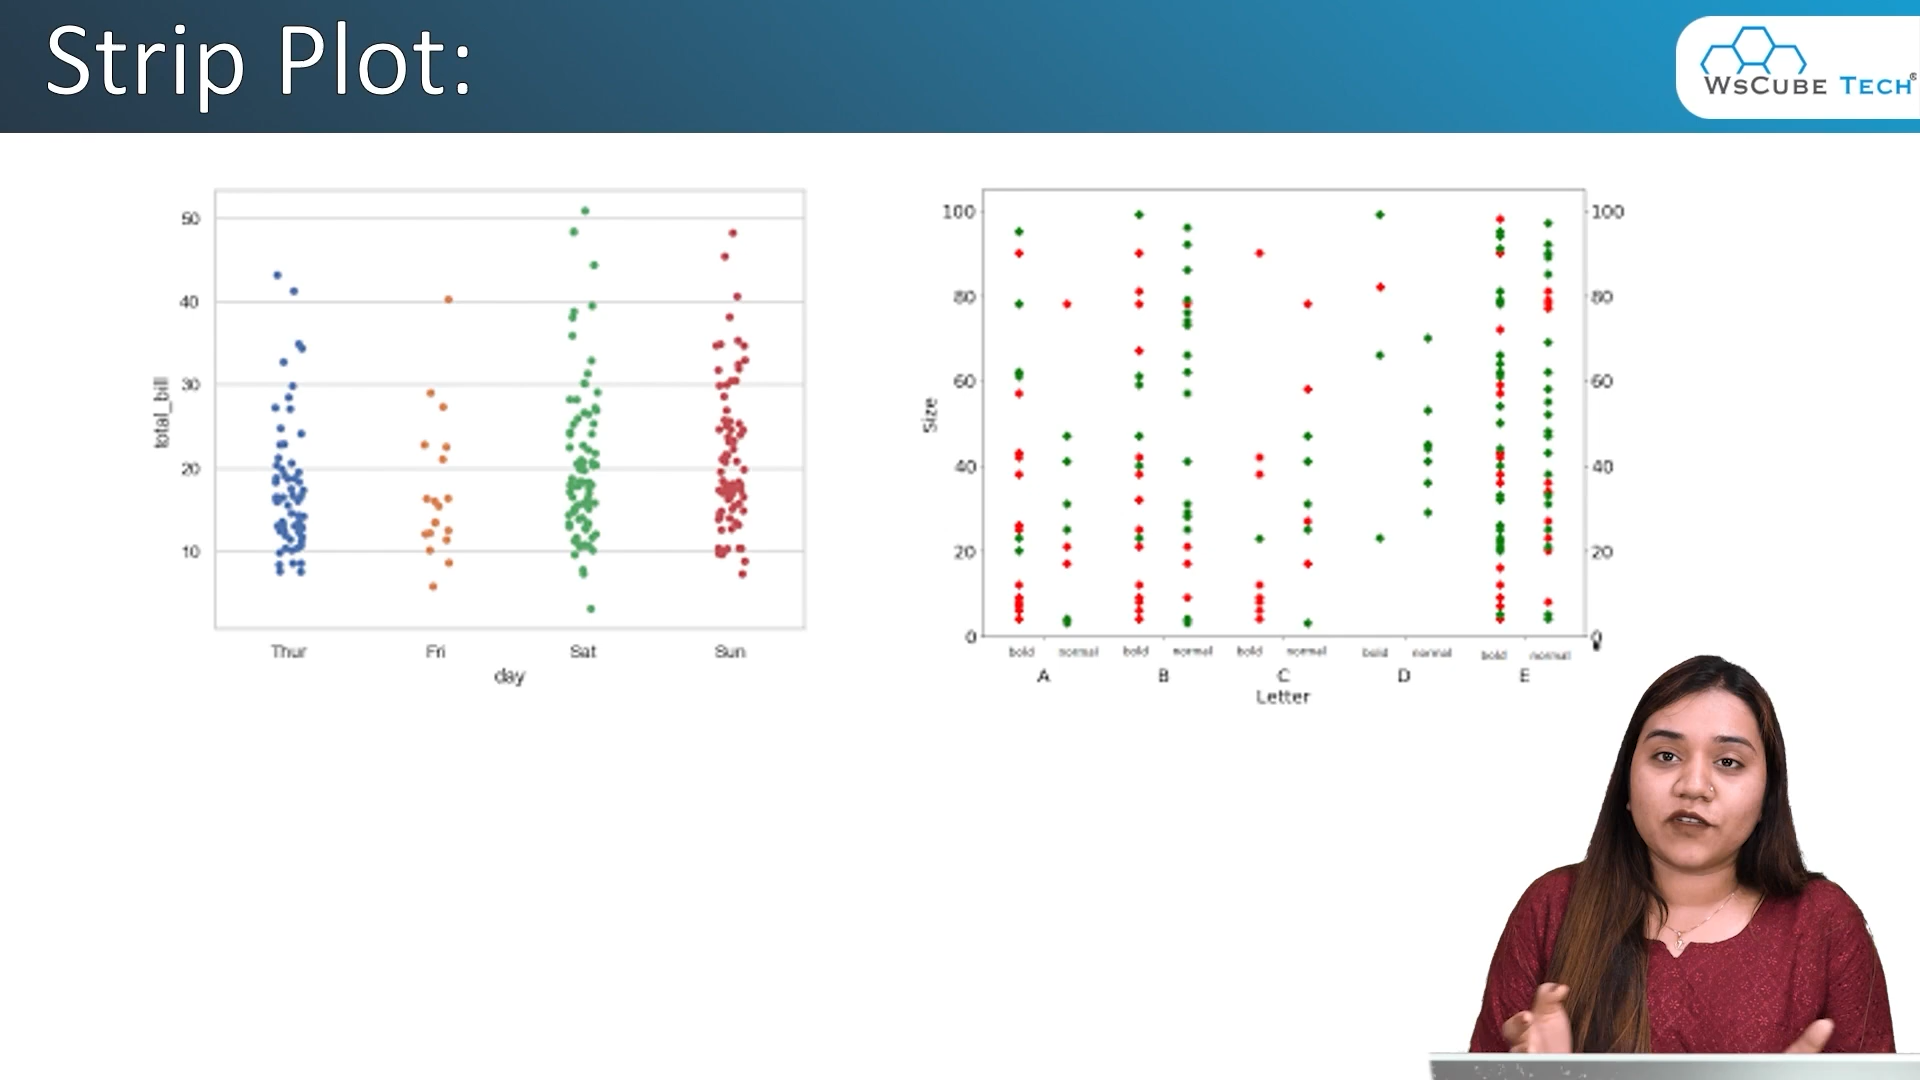 Strip Plot:
WsCube Tech®
50
40
30
20
10
total_bill
Thur Fri Sat Sun
day
100
80
60
40
20
0
Size
100
80
60
40
20
0
bold normal bold normal bold normal bold normal bold normal
A B C D E
Letter